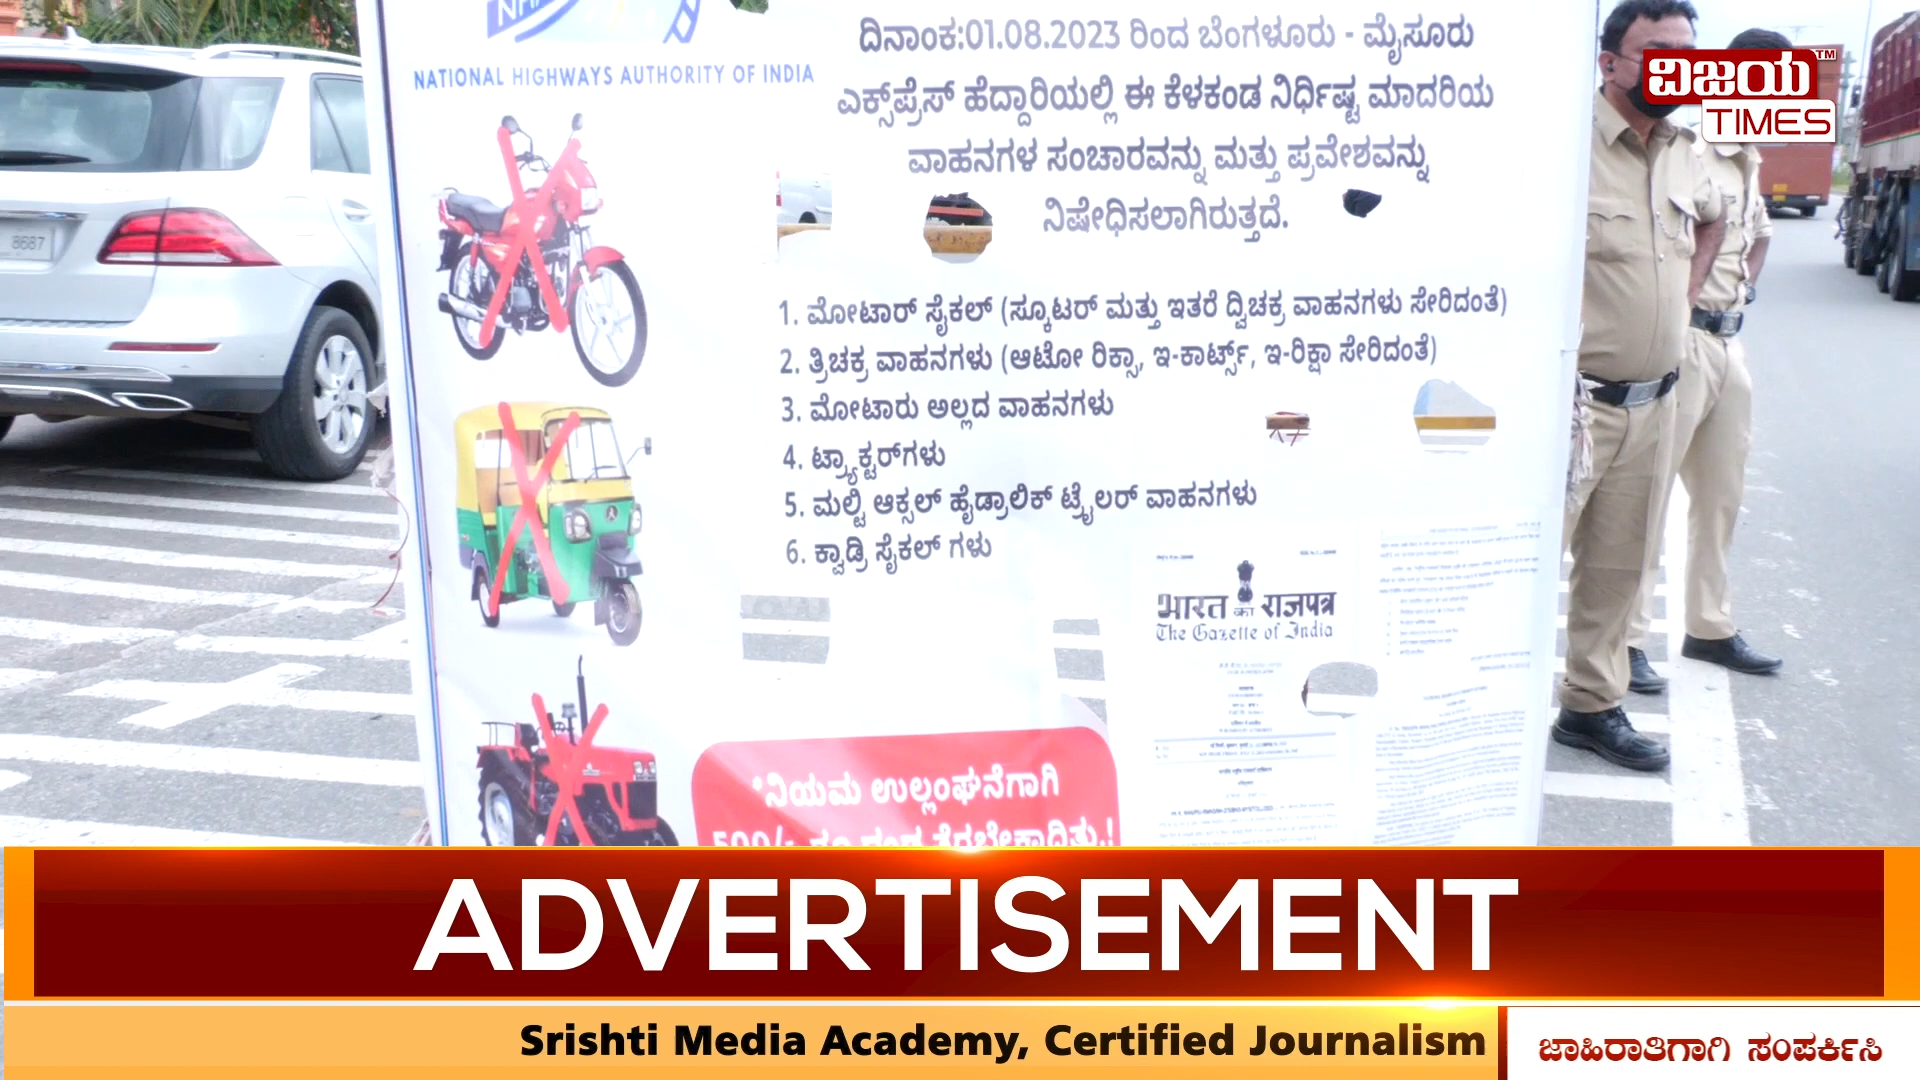 NATIONAL HIGHWAYS AUTHORITY OF INDIA
ದಿನಾಂಕ:01.08.2023 ರಿಂದ ಬೆಂಗಳೂರು - ಮೈಸೂರು
ಎಕ್ಸ್‌ಪ್ರೆಸ್ ಹೆದ್ದಾರಿಯಲ್ಲಿ ಈ ಕೆಳಕಂಡ ನಿರ್ಧಿಷ್ಟ ಮಾದರಿಯ
ವಾಹನಗಳ ಸಂಚಾರವನ್ನು ಮತ್ತು ಪ್ರವೇಶವನ್ನು
ನಿಷೇಧಿಸಲಾಗಿರುತ್ತದೆ.
ವಿಜಯ
TIMES
TM
8687
1. ಮೋಟಾರ್ ಸೈಕಲ್ (ಸ್ಕೂಟರ್ ಮತ್ತು ಇತರೆ ದ್ವಿಚಕ್ರ ವಾಹನಗಳು ಸೇರಿದಂತೆ)
2. ತ್ರಿಚಕ್ರ ವಾಹನಗಳು (ಆಟೋ ರಿಕ್ಸಾ, ಇ-ಕಾರ್ಟ್ಸ್, ಇ-ರಿಕ್ಷಾ ಸೇರಿದಂತೆ)
3. ಮೋಟಾರು ಅಲ್ಲದ ವಾಹನಗಳು
4. ಟ್ರ್ಯಾಕ್ಟರ್‌ಗಳು
5. ಮಲ್ಟಿ ಆಕ್ಸಲ್ ಹೈಡ್ರಾಲಿಕ್ ಟ್ರೈಲರ್ ವಾಹನಗಳು
6. ಕ್ವಾಡ್ರಿ ಸೈಕಲ್ ಗಳು
भारत का राजपत्र
The Gazette of India
*ನಿಯಮ ಉಲ್ಲಂಘನೆಗಾಗಿ
500/-
ADVERTISEMENT
Srishti Media Academy, Certified Journalism
ಜಾಹಿರಾತಿಗಾಗಿ ಸಂಪರ್ಕಿಸಿ